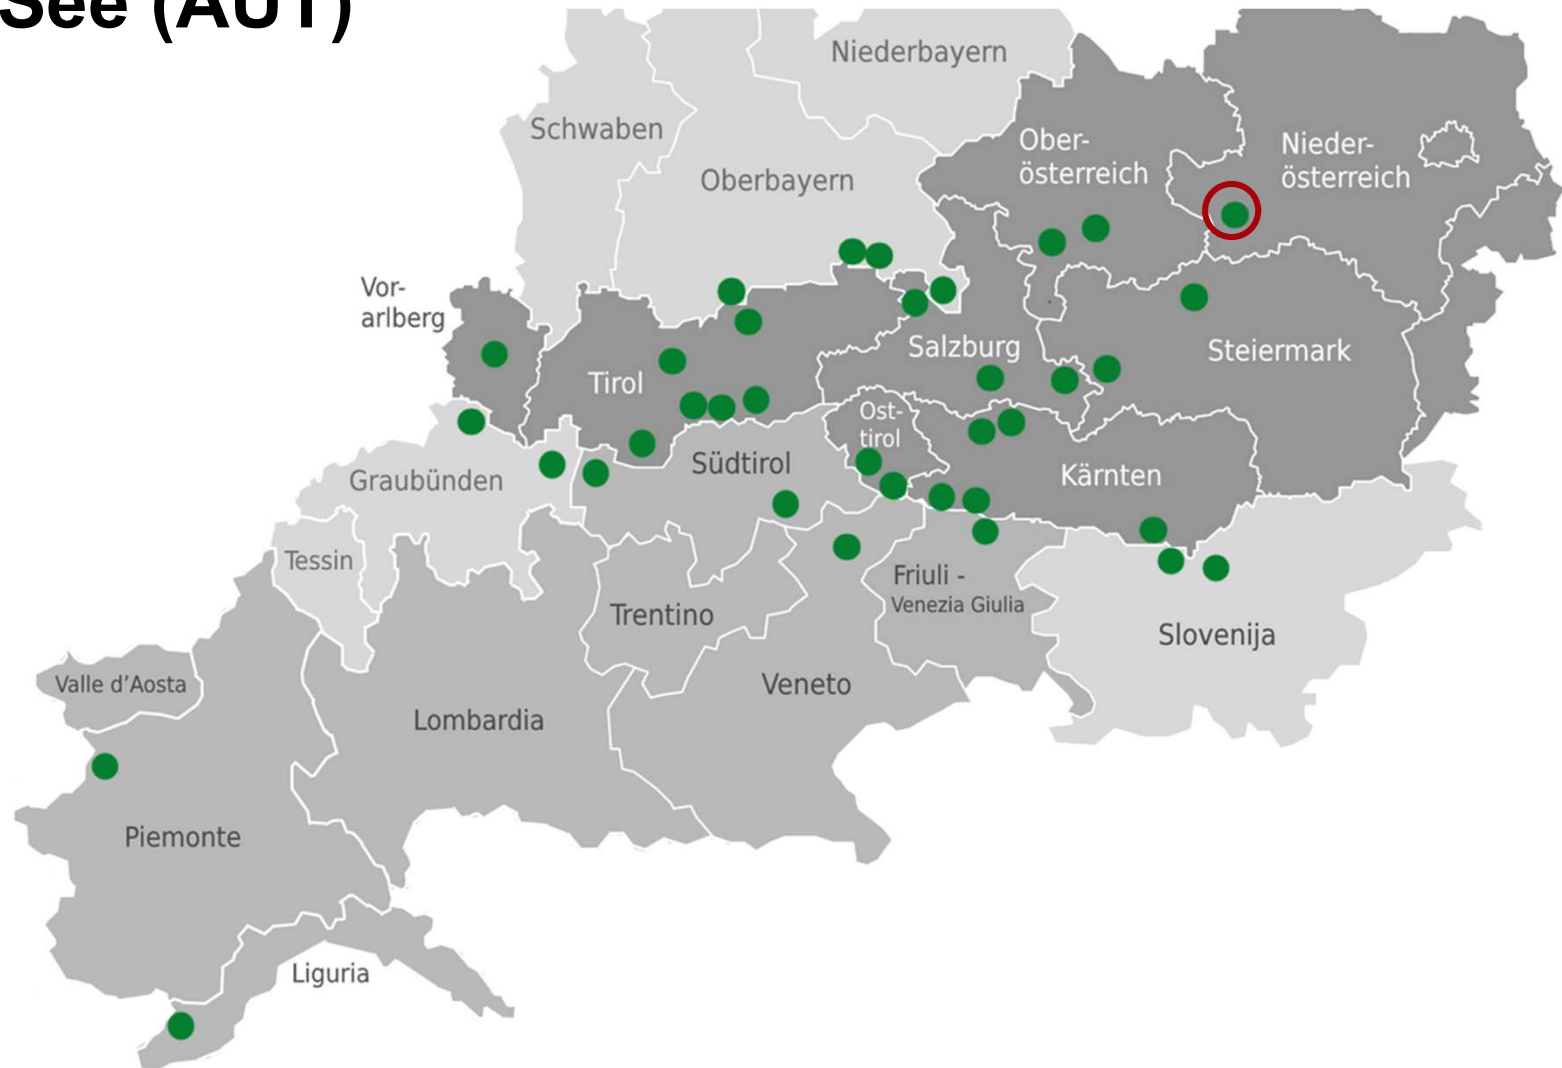 See (AUT)
Niederbayern
Schwaben
Ober-
österreich
Nieder-
österreich
Oberbayern
Vor-
arlberg
Salzburg
Steiermark
Tirol
Ost-
tirol
Südtirol
Kärnten
Graubünden
Tessin
Friuli -
Venezia Giulia
Trentino
Slovenija
Valle d’Aosta
Veneto
Lombardia
Piemonte
Liguria